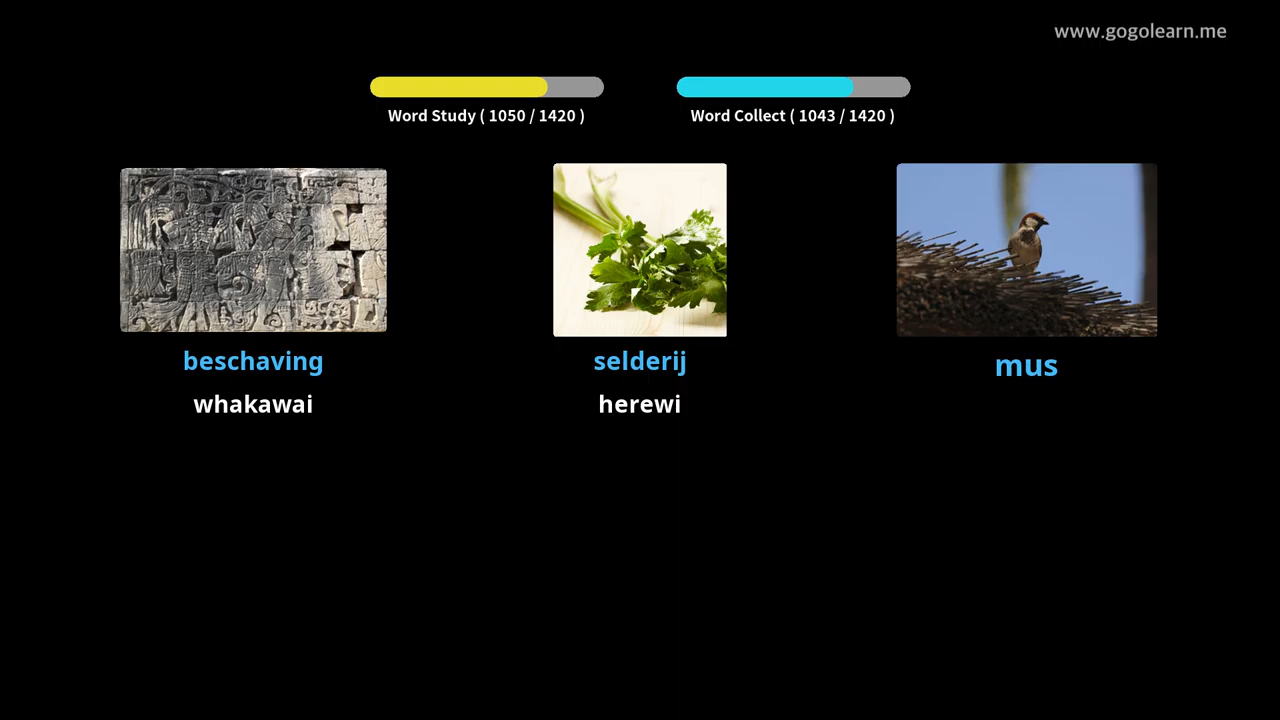 www.gogolearn.me
Word Study ( 1050 / 1420 )
Word Collect ( 1043 / 1420 )
beschaving
whakawai
selderij
herewi
mus